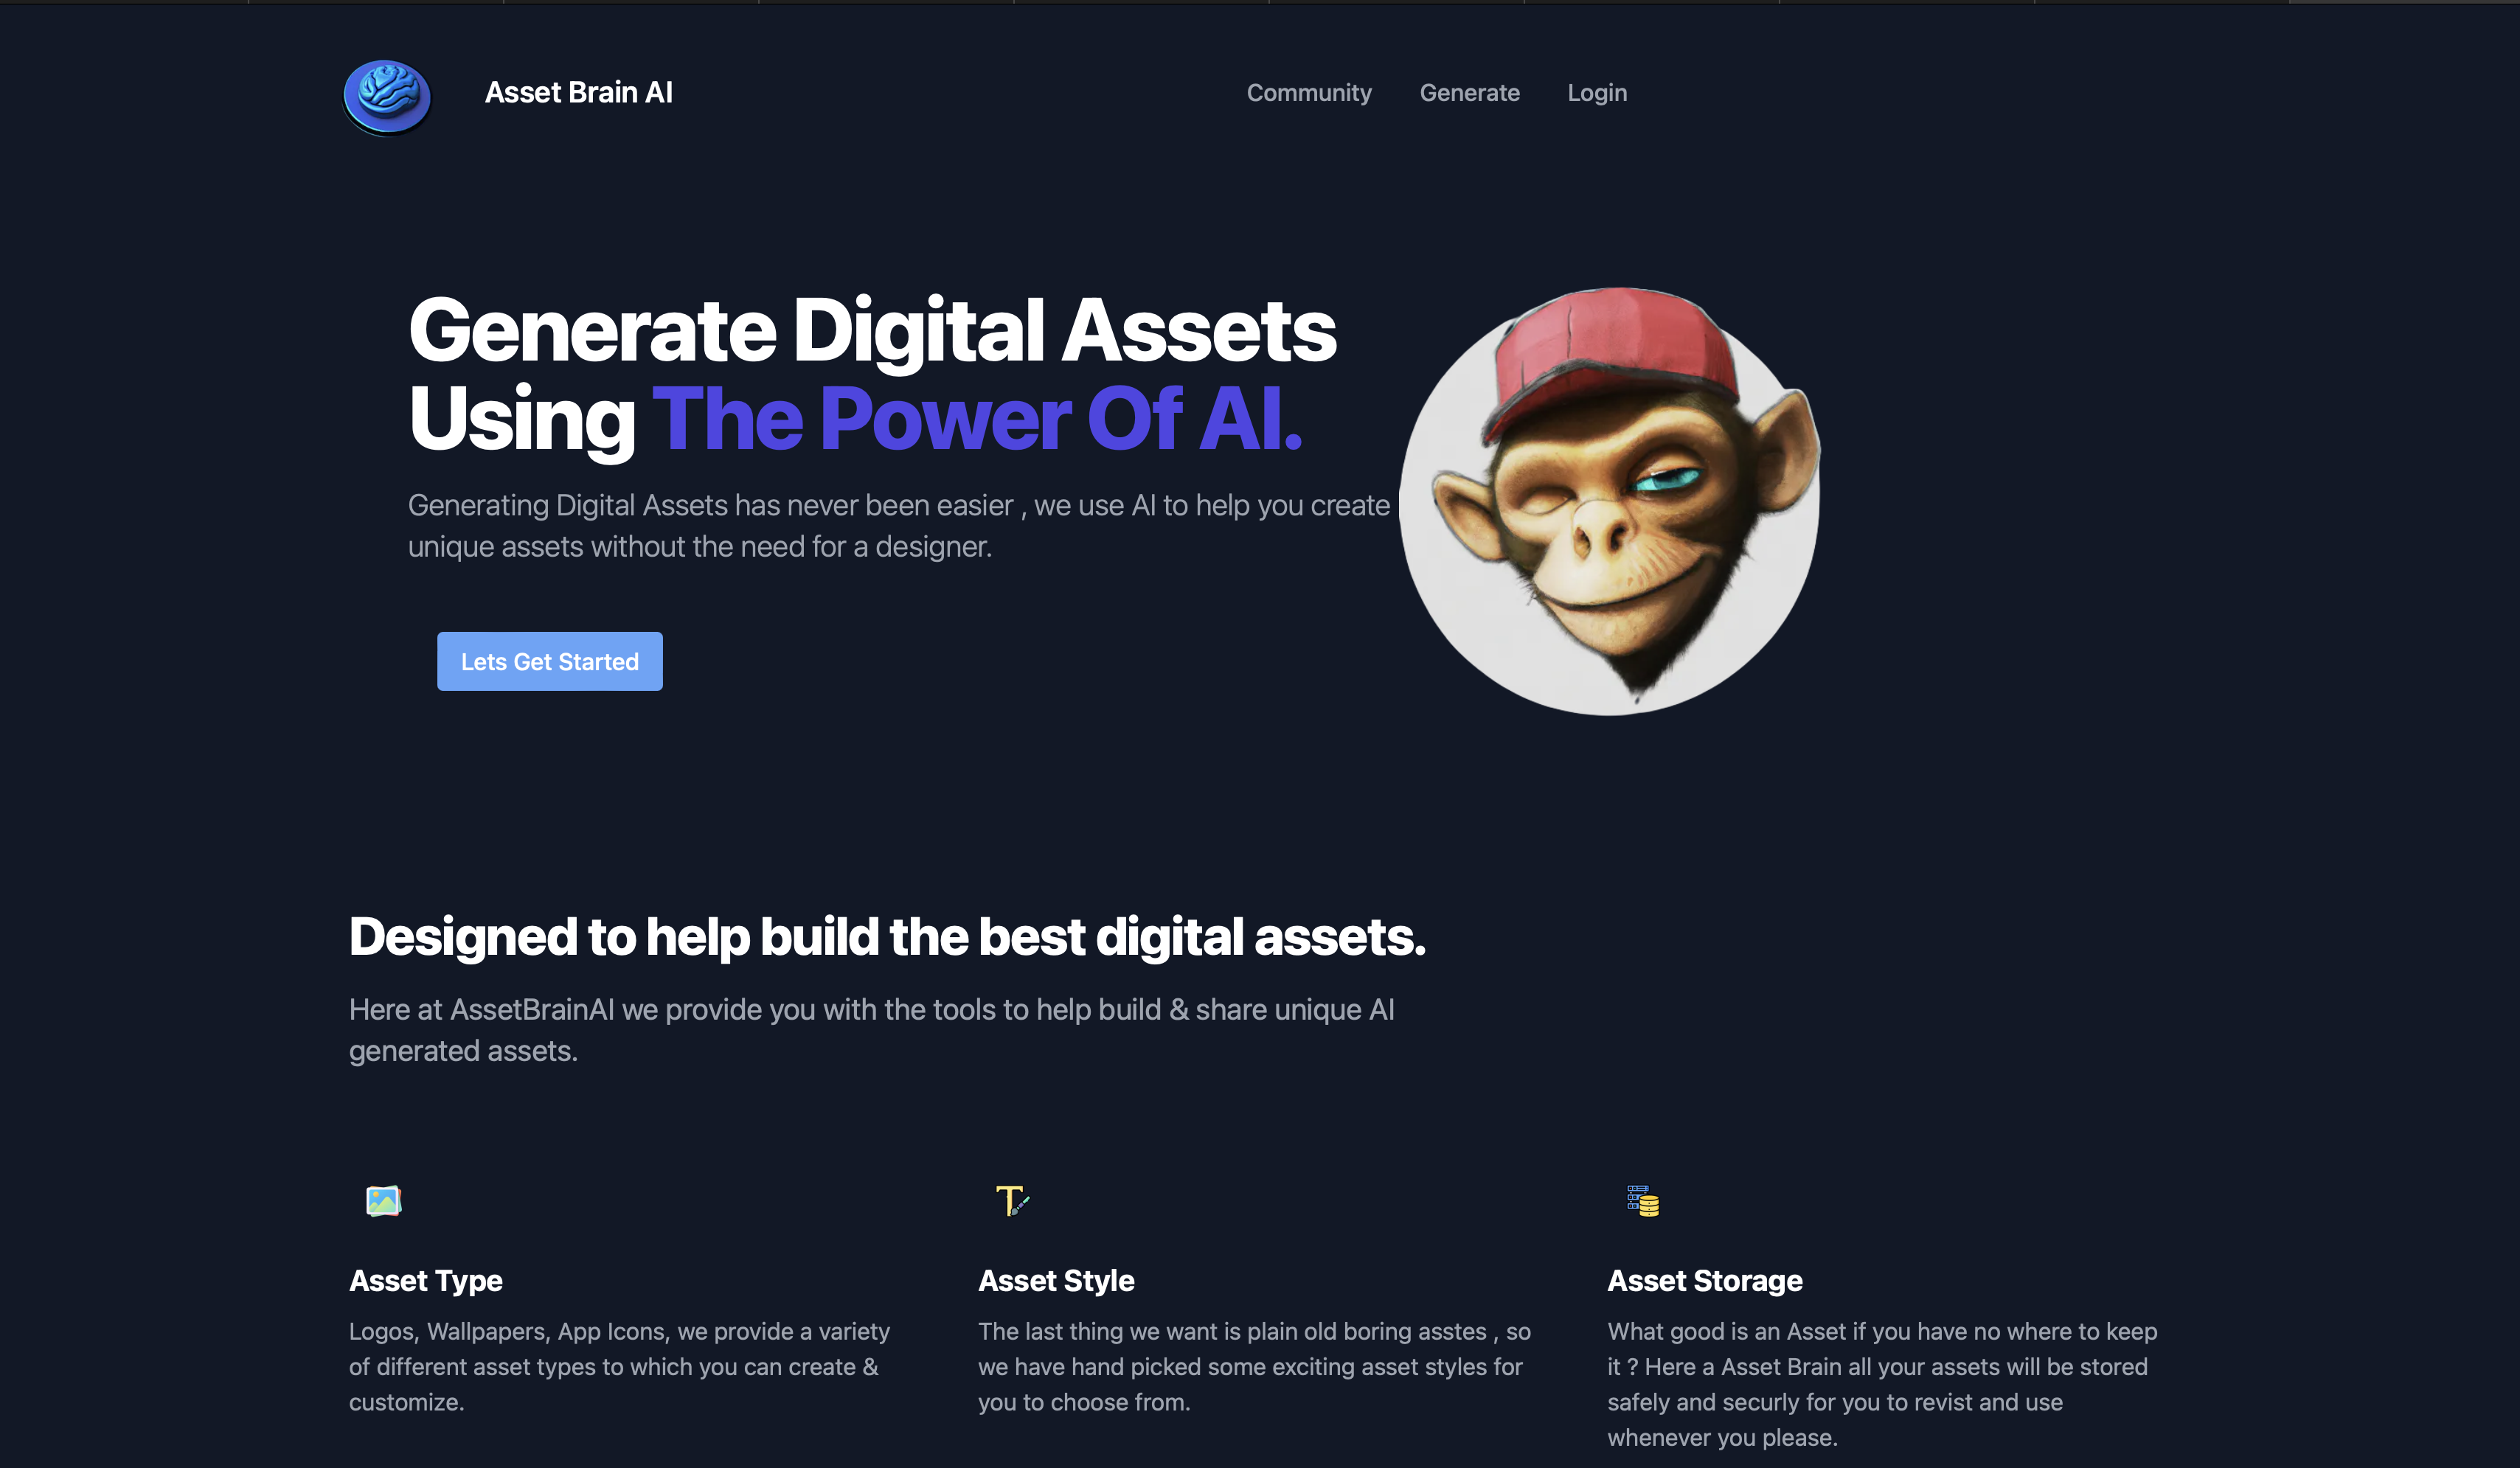 Asset Brain AI
Community
Generate
Login
Generate Digital Assets
Using The Power Of AI.
Generating Digital Assets has never been easier , we use AI to help you create
unique assets without the need for a designer.
Lets Get Started
Designed to help build the best digital assets.
Here at AssetBrainAI we provide you with the tools to help build & share unique AI
generated assets.
Asset Type
Logos, Wallpapers, App Icons, we provide a variety
of different asset types to which you can create &
customize.
Asset Style
The last thing we want is plain old boring asstes , so
we have hand picked some exciting asset styles for
you to choose from.
Asset Storage
What good is an Asset if you have no where to keep
it ? Here a Asset Brain all your assets will be stored
safely and securly for you to revist and use
whenever you please.